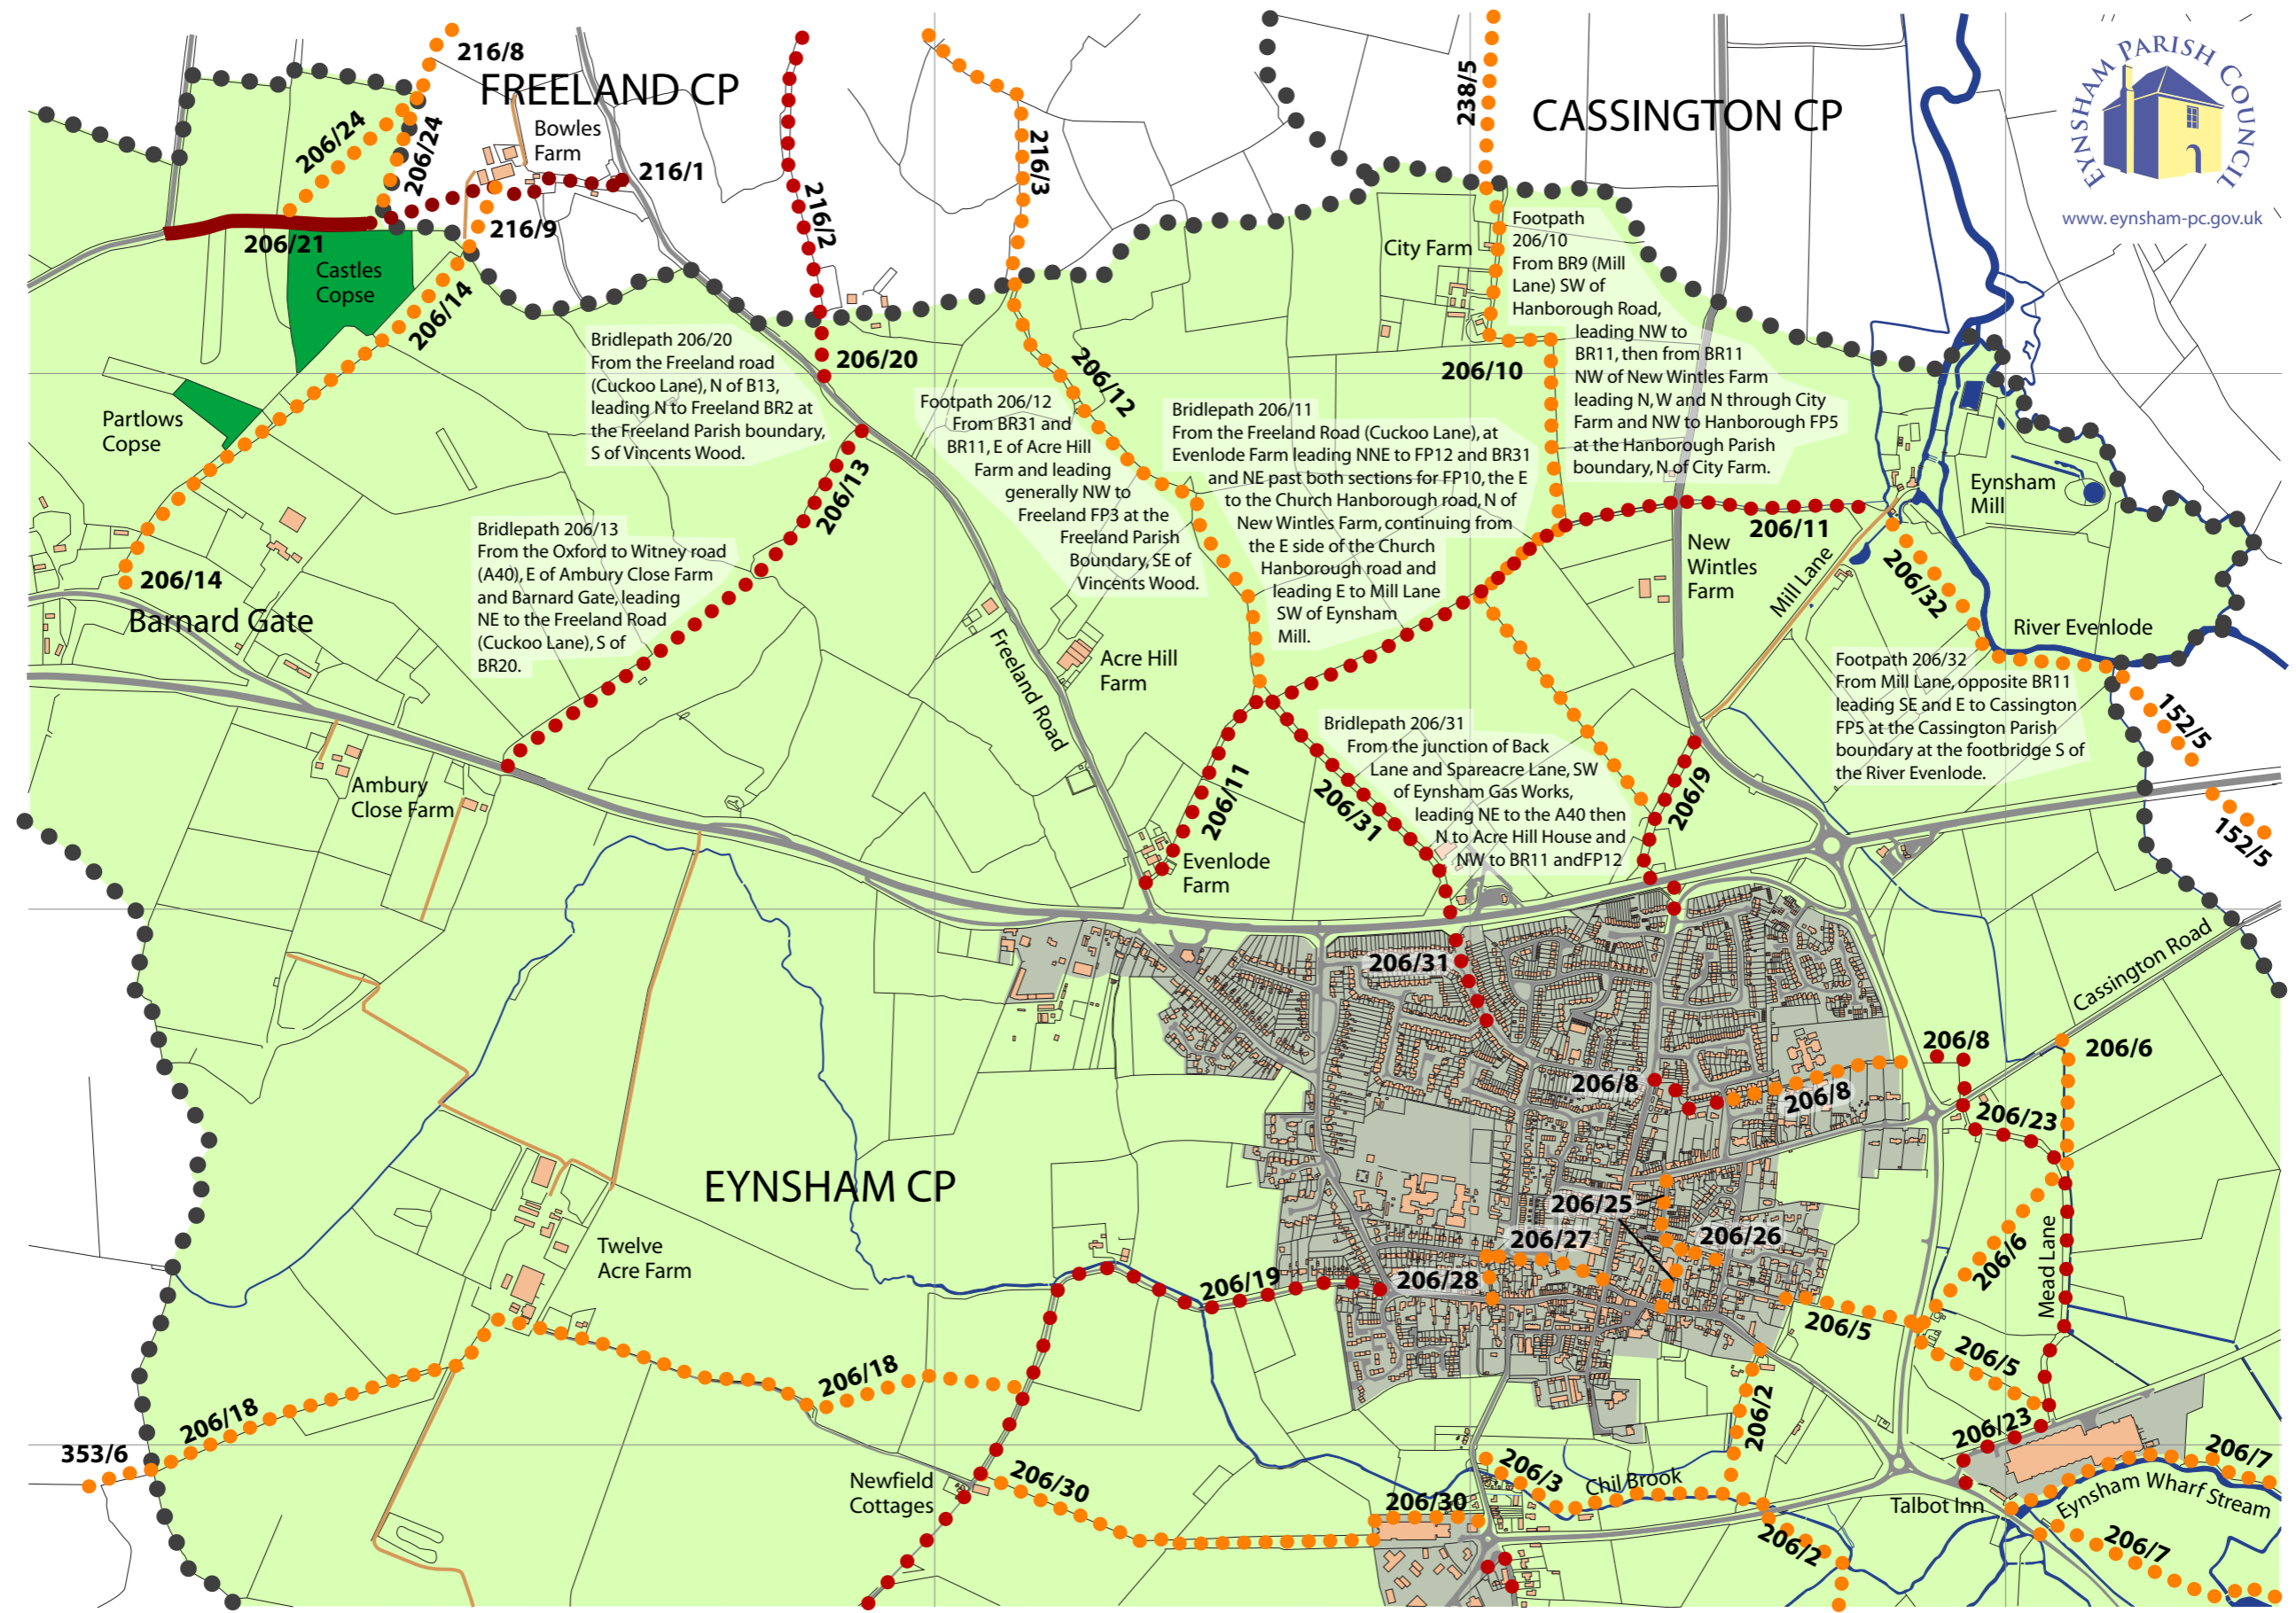 216/8
FREELAND CP
Bowles
Farm
206/24
206/24
216/1
216/9
206/21
Castles
Copse
206/14
216/2
216/3
238/5
CASSINGTON CP
EYNSHAM PARISH COUNCIL
www.eynsham-pc.gov.uk
City Farm
Footpath
206/10
From BR9 (Mill
Lane) SW of
Hanborough Road,
leading NW to
BR11, then from BR11
NW of New Wintles Farm
leading N, W and N through City
Farm and NW to Hanborough FP5
at the Hanborough Parish
boundary, N of City Farm.
Bridlepath 206/20
From the Freeland road
(Cuckoo Lane), N of B13,
leading N to Freeland BR2 at
the Freeland Parish boundary,
S of Vincents Wood.
206/20
206/12
206/10
Partlows
Copse
Footpath 206/12
From BR31 and
BR11, E of Acre Hill
Farm and leading
generally NW to
Freeland FP3 at the
Freeland Parish
Boundary, SE of
Vincents Wood.
Bridlepath 206/11
From the Freeland Road (Cuckoo Lane), at
Evenlode Farm leading NNE to FP12 and BR31
and NE past both sections for FP10, the E
to the Church Hanborough road, N of
New Wintles Farm, continuing from
the E side of the Church
Hanborough road and
leading E to Mill Lane
SW of Eynsham
Mill.
206/13
Bridlepath 206/13
From the Oxford to Witney road
(A40), E of Ambury Close Farm
and Barnard Gate, leading
NE to the Freeland Road
(Cuckoo Lane), S of
BR20.
206/14
Barnard Gate
Eynsham
Mill
206/11
New
Wintles
Farm
Mill Lane
206/32
River Evenlode
Footpath 206/32
From Mill Lane, opposite BR11
leading SE and E to Cassington
FP5 at the Cassington Parish
boundary at the footbridge S of
the River Evenlode.
152/5
152/5
Freeland Road
Acre Hill
Farm
Ambury
Close Farm
206/11
Evenlode
Farm
206/31
Bridlepath 206/31
From the junction of Back
Lane and Spareacre Lane, SW
of Eynsham Gas Works,
leading NE to the A40 then
N to Acre Hill House and
NW to BR11 andFP12
206/9
206/31
Cassington Road
206/8
206/6
206/8
206/8
206/23
EYNSHAM CP
206/25
206/27
206/26
206/6
Mead Lane
Twelve
Acre Farm
206/19
206/28
206/5
206/5
206/18
206/18
206/2
206/23
353/6
Newfield
Cottages
206/30
206/30
206/3
Chil Brook
206/7
Talbot Inn
Eynsham Wharf Stream
206/2
206/7